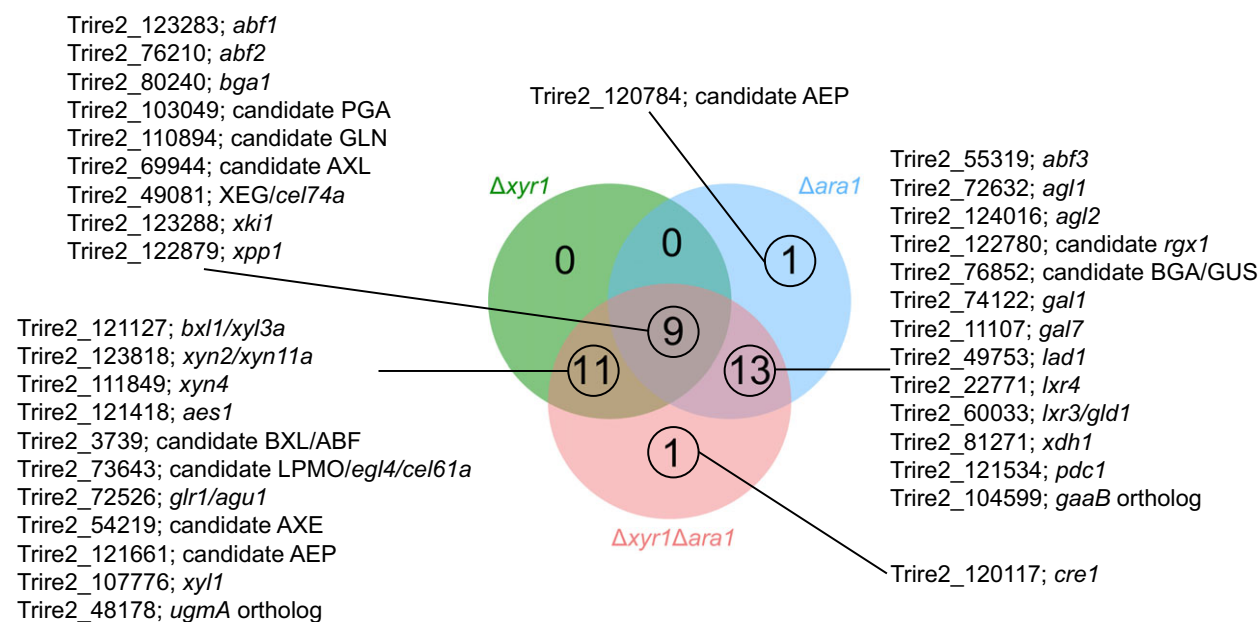 Trire2_123283; abf1
Trire2_76210; abf2
Trire2_80240; bga1
Trire2_103049; candidate PGA
Trire2_110894; candidate GLN
Trire2_69944; candidate AXL
Trire2_49081; XEG/cel74a
Trire2_123288; xki1
Trire2_122879; xpp1
Trire2_120784; candidate AEP
Δxyr1
Δara1
0
0
1
9
11
13
1
Δxyr1Δara1
Trire2_55319; abf3
Trire2_72632; agl1
Trire2_124016; agl2
Trire2_122780; candidate rgx1
Trire2_76852; candidate BGA/GUS
Trire2_74122; gal1
Trire2_11107; gal7
Trire2_49753; lad1
Trire2_22771; lxr4
Trire2_60033; lxr3/gld1
Trire2_81271; xdh1
Trire2_121534; pdc1
Trire2_104599; gaaB ortholog
Trire2_121127; bxl1/xyl3a
Trire2_123818; xyn2/xyn11a
Trire2_111849; xyn4
Trire2_121418; aes1
Trire2_3739; candidate BXL/ABF
Trire2_73643; candidate LPMO/egl4/cel61a
Trire2_72526; glr1/agu1
Trire2_54219; candidate AXE
Trire2_121661; candidate AEP
Trire2_107776; xyl1
Trire2_48178; ugmA ortholog
Trire2_120117; cre1